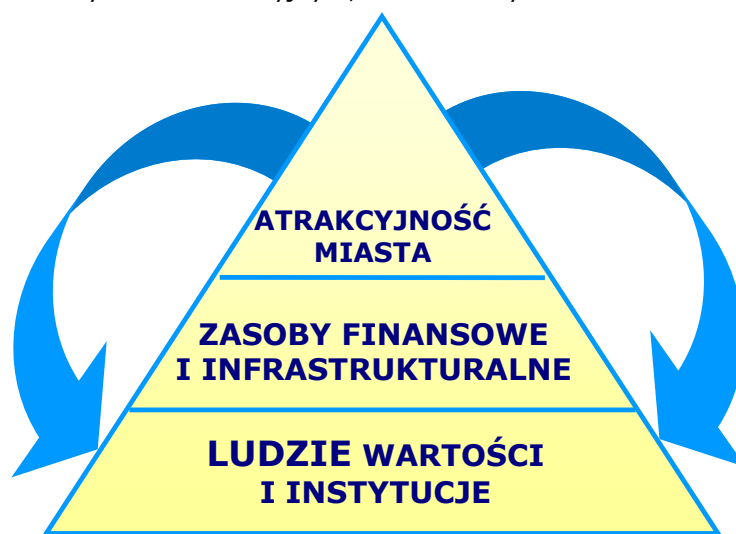 ATRAKCYJNOŚĆ
MIASTA
ZASOBY FINANSOWE
I INFRASTRUKTURALNE
LUDZIE WARTOŚCI
I INSTYTUCJE